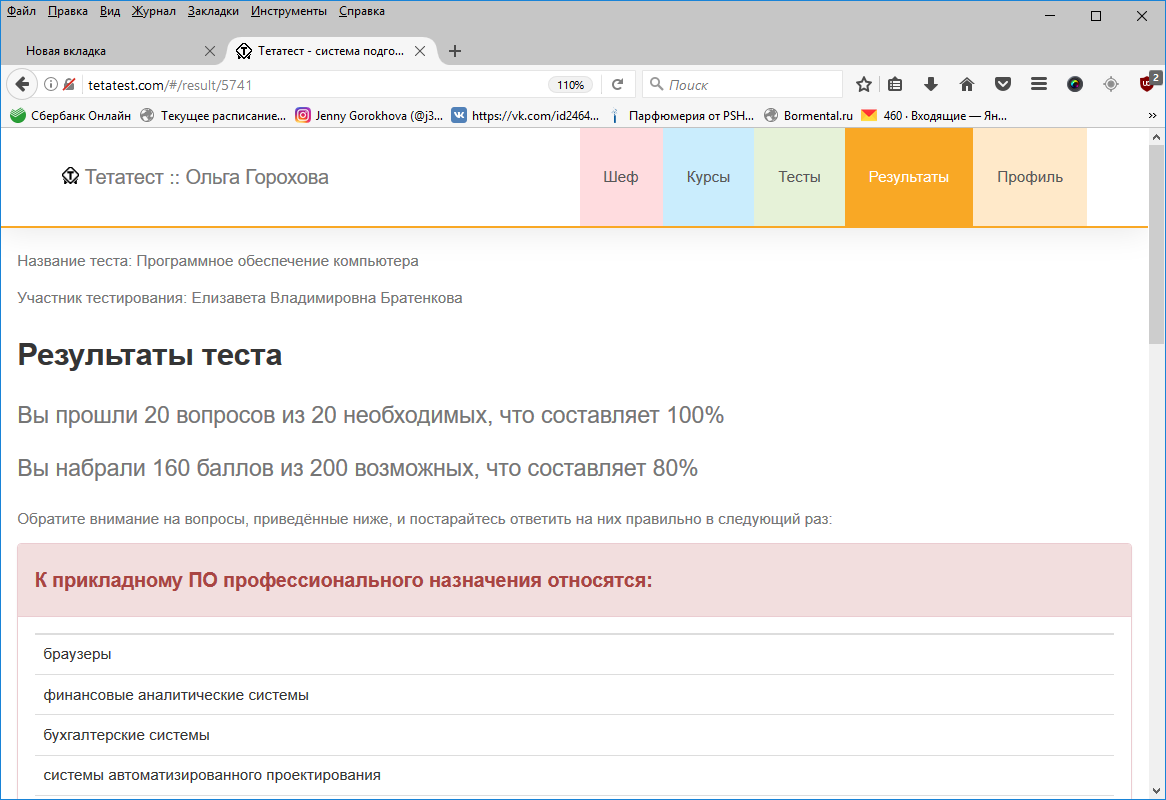 Файл Правка Вид Журнал Закладки Инструменты Справка
Новая вкладка
Тетатест - система подго...
tetatest.com/#/result/5741
110%
Поиск
2
Сбербанк Онлайн
Текущее расписание...
Jenny Gorokhova (@j3...
https://vk.com/id2464...
Парфюмерия от PSH...
Bormental.ru
460 · Входящие — Ян...
Тетатест :: Ольга Горохова
Шеф
Курсы
Тесты
Результаты
Профиль
Название теста: Программное обеспечение компьютера
Участник тестирования: Елизавета Владимировна Братенкова
Результаты теста
Вы прошли 20 вопросов из 20 необходимых, что составляет 100%
Вы набрали 160 баллов из 200 возможных, что составляет 80%
Обратите внимание на вопросы, приведённые ниже, и постарайтесь ответить на них правильно в следующий раз:
К прикладному ПО профессионального назначения относятся:
браузеры
финансовые аналитические системы
бухгалтерские системы
системы автоматизированного проектирования